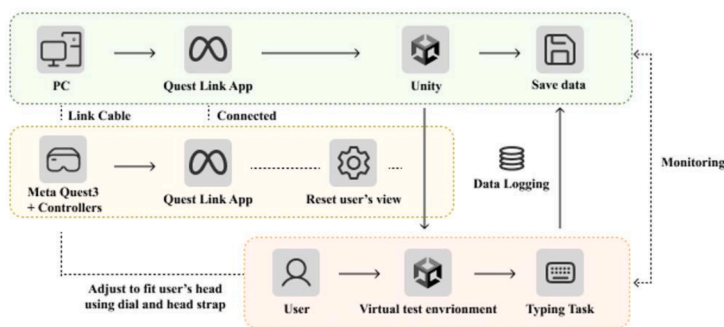 PC
Quest Link App
Unity
Save data
Link Cable
Connected
Monitoring
Meta Quest3
+ Controllers
Quest Link App
Reset user's view
Data Logging
Adjust to fit user's head
using dial and head strap
User
Virtual test envrionment
Typing Task